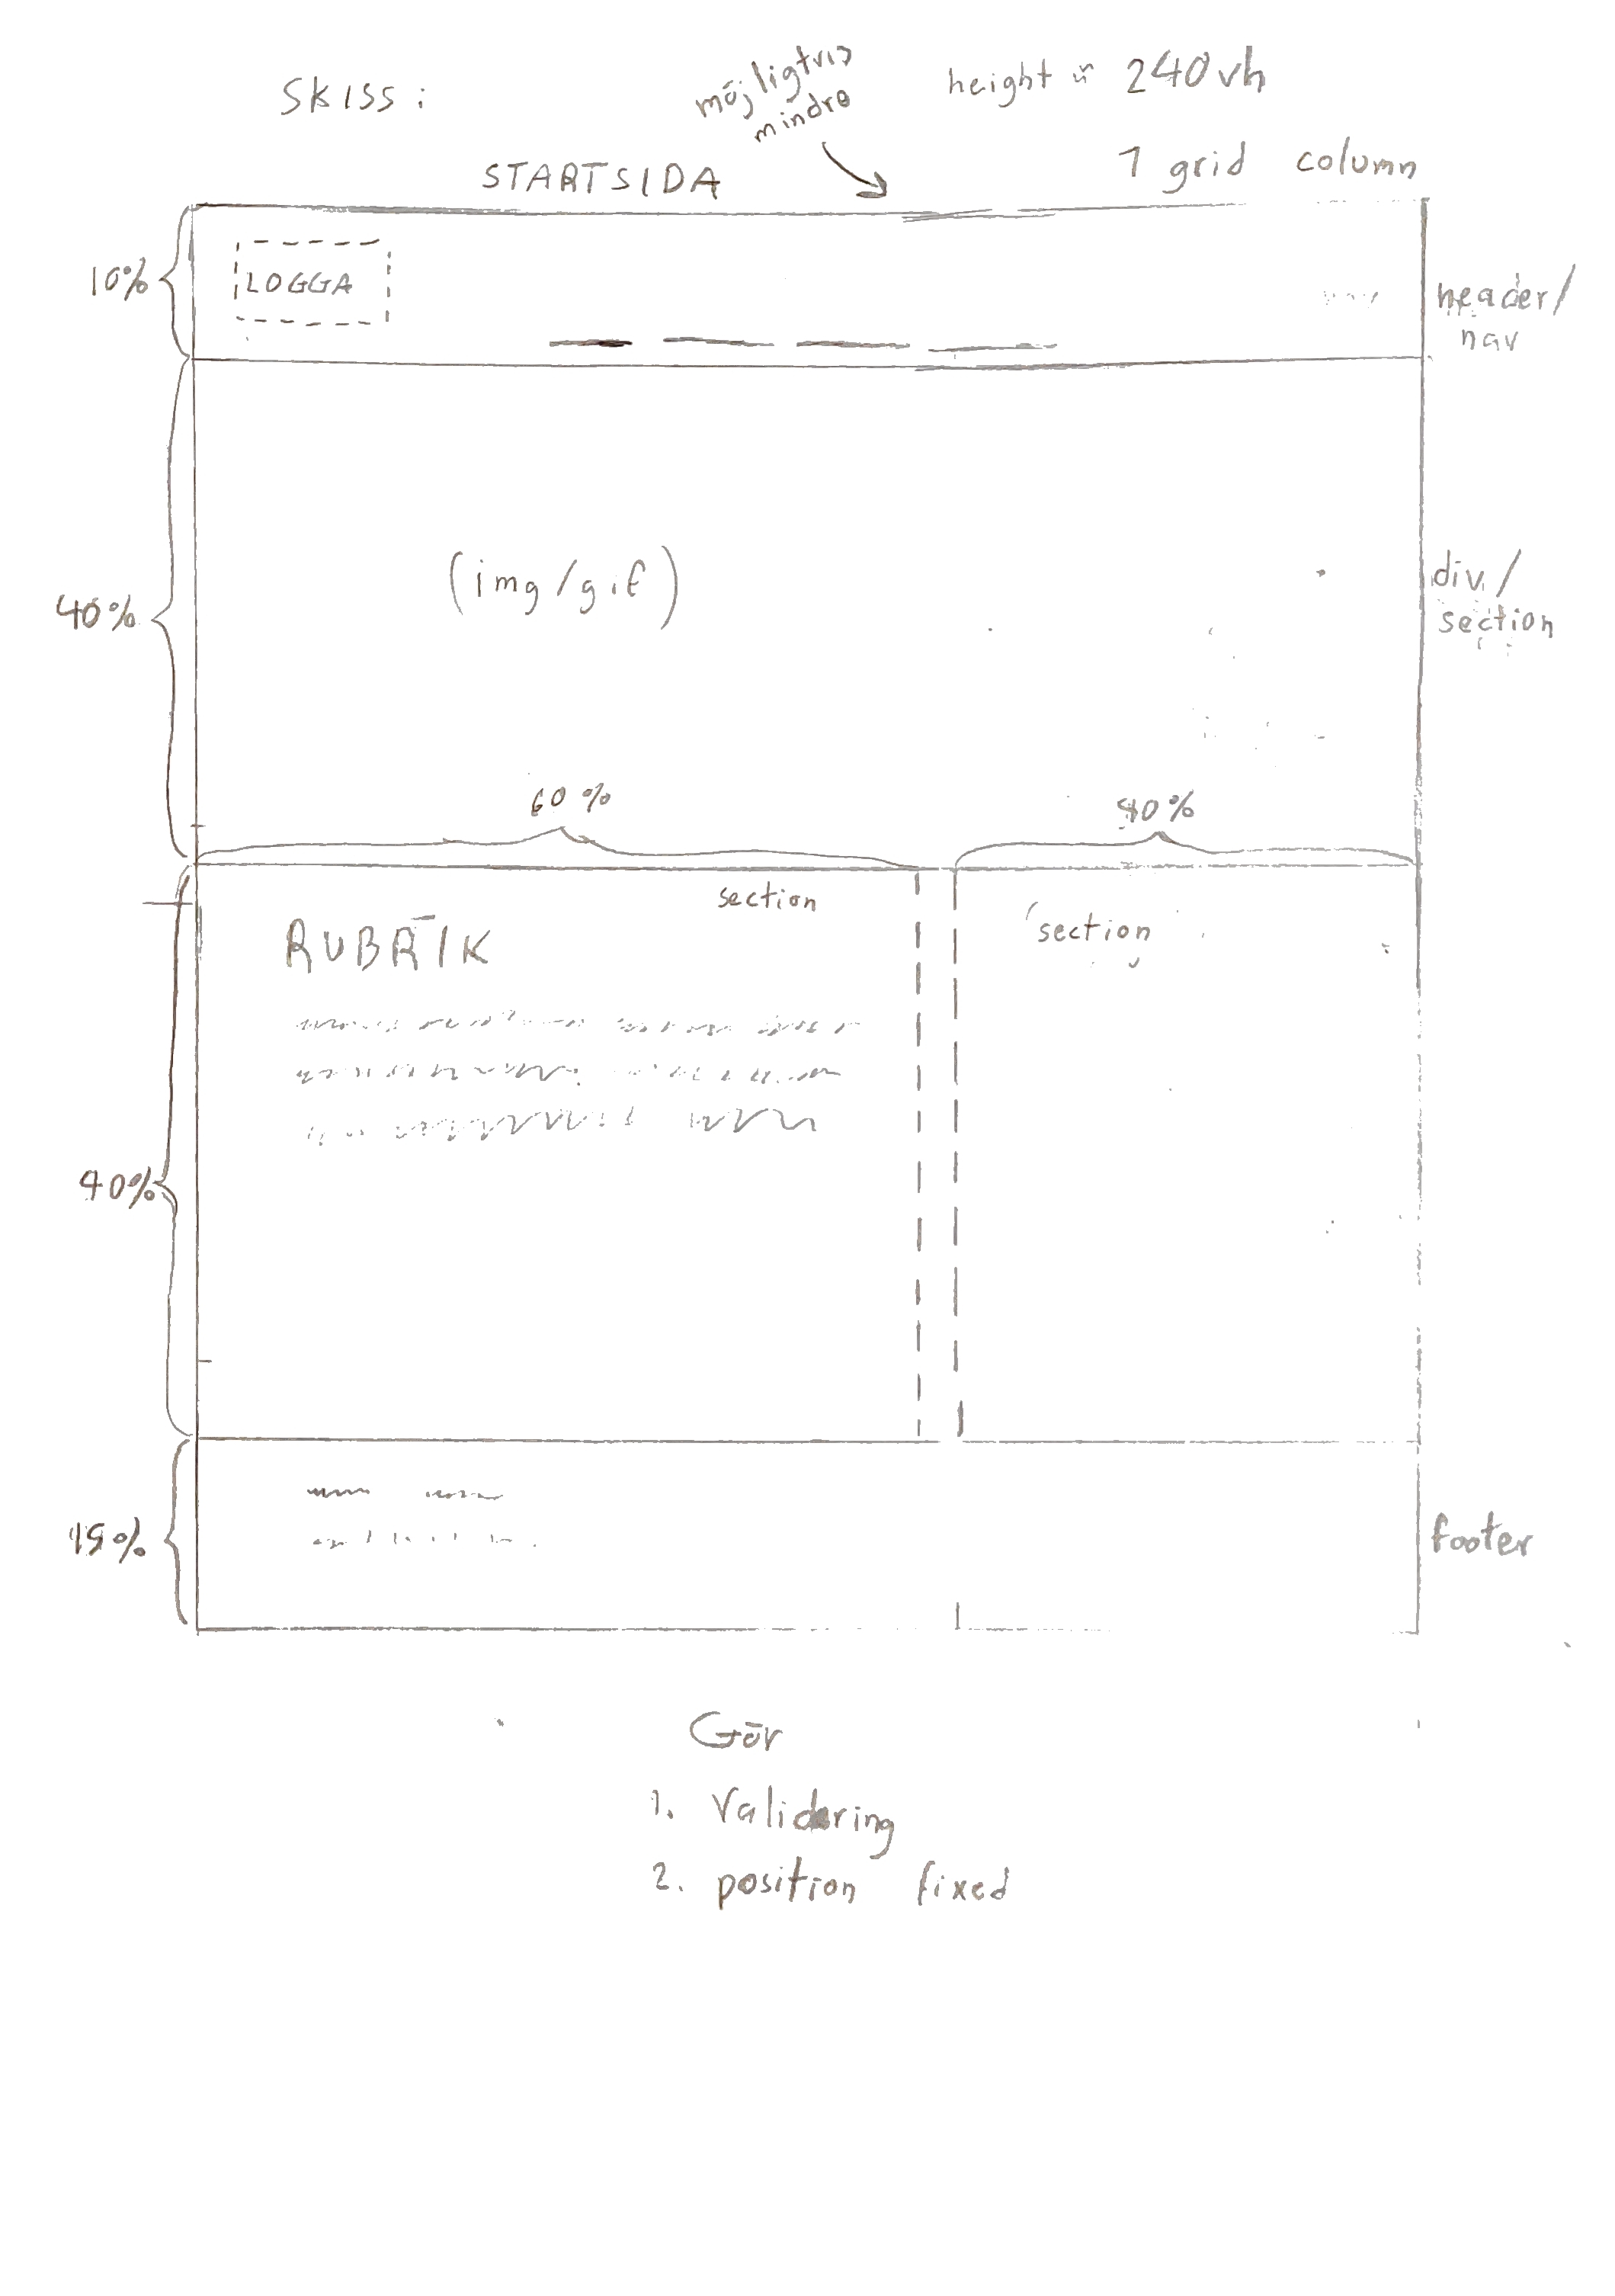 SKISS:
möjligtvis
mindre
height är 240vh
STARTSIDA
1 grid column
10%
LOGGA
header/
nav
40%
(img/gif)
div/
section
60%
40%
section
section
RUBRIK
40%
15%
footer
Gör
1. Validering
2. position fixed